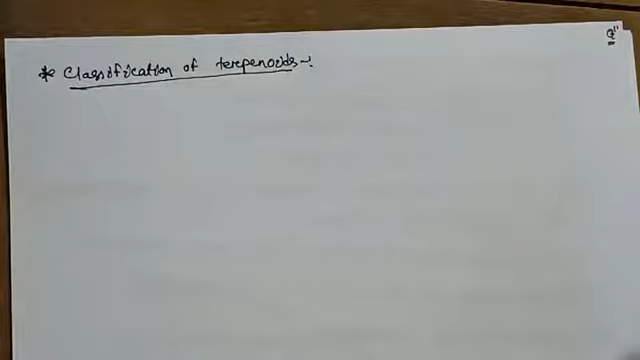 * Classification of terpenoids :-